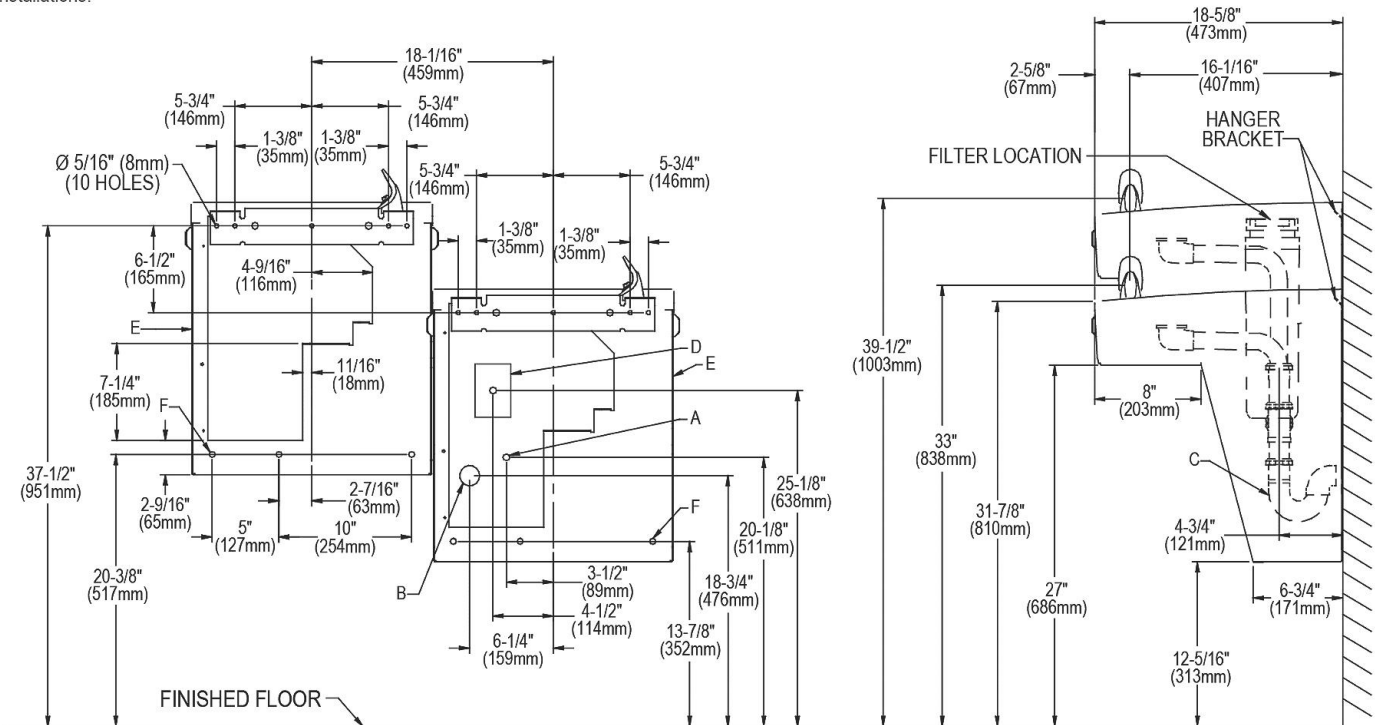 nstallations.
18-1/16"
(459mm)
5-3/4"
(146mm)
5-3/4"
(146mm)
1-3/8"
(35mm)
1-3/8"
(35mm)
Ø 5/16" (8mm)
(10 HOLES)
5-3/4"
(146mm)
5-3/4"
(146mm)
1-3/8"
(35mm)
1-3/8"
(35mm)
6-1/2"
(165mm)
4-9/16"
(116mm)
E
11/16"
(18mm)
7-1/4"
(185mm)
F
D
E
A
37-1/2"
(951mm)
2-9/16"
(65mm)
2-7/16"
(63mm)
5"
(127mm)
10"
(254mm)
25-1/8"
(638mm)
F
20-1/8"
(511mm)
20-3/8"
(517mm)
B
3-1/2"
(89mm)
18-3/4"
(476mm)
4-1/2"
(114mm)
6-1/4"
(159mm)
13-7/8"
(352mm)
FINISHED FLOOR
18-5/8"
(473mm)
2-5/8"
(67mm)
16-1/16"
(407mm)
HANGER
BRACKET
FILTER LOCATION
39-1/2"
(1003mm)
8"
(203mm)
33"
(838mm)
C
31-7/8"
(810mm)
4-3/4"
(121mm)
27"
(686mm)
6-3/4"
(171mm)
12-5/16"
(313mm)